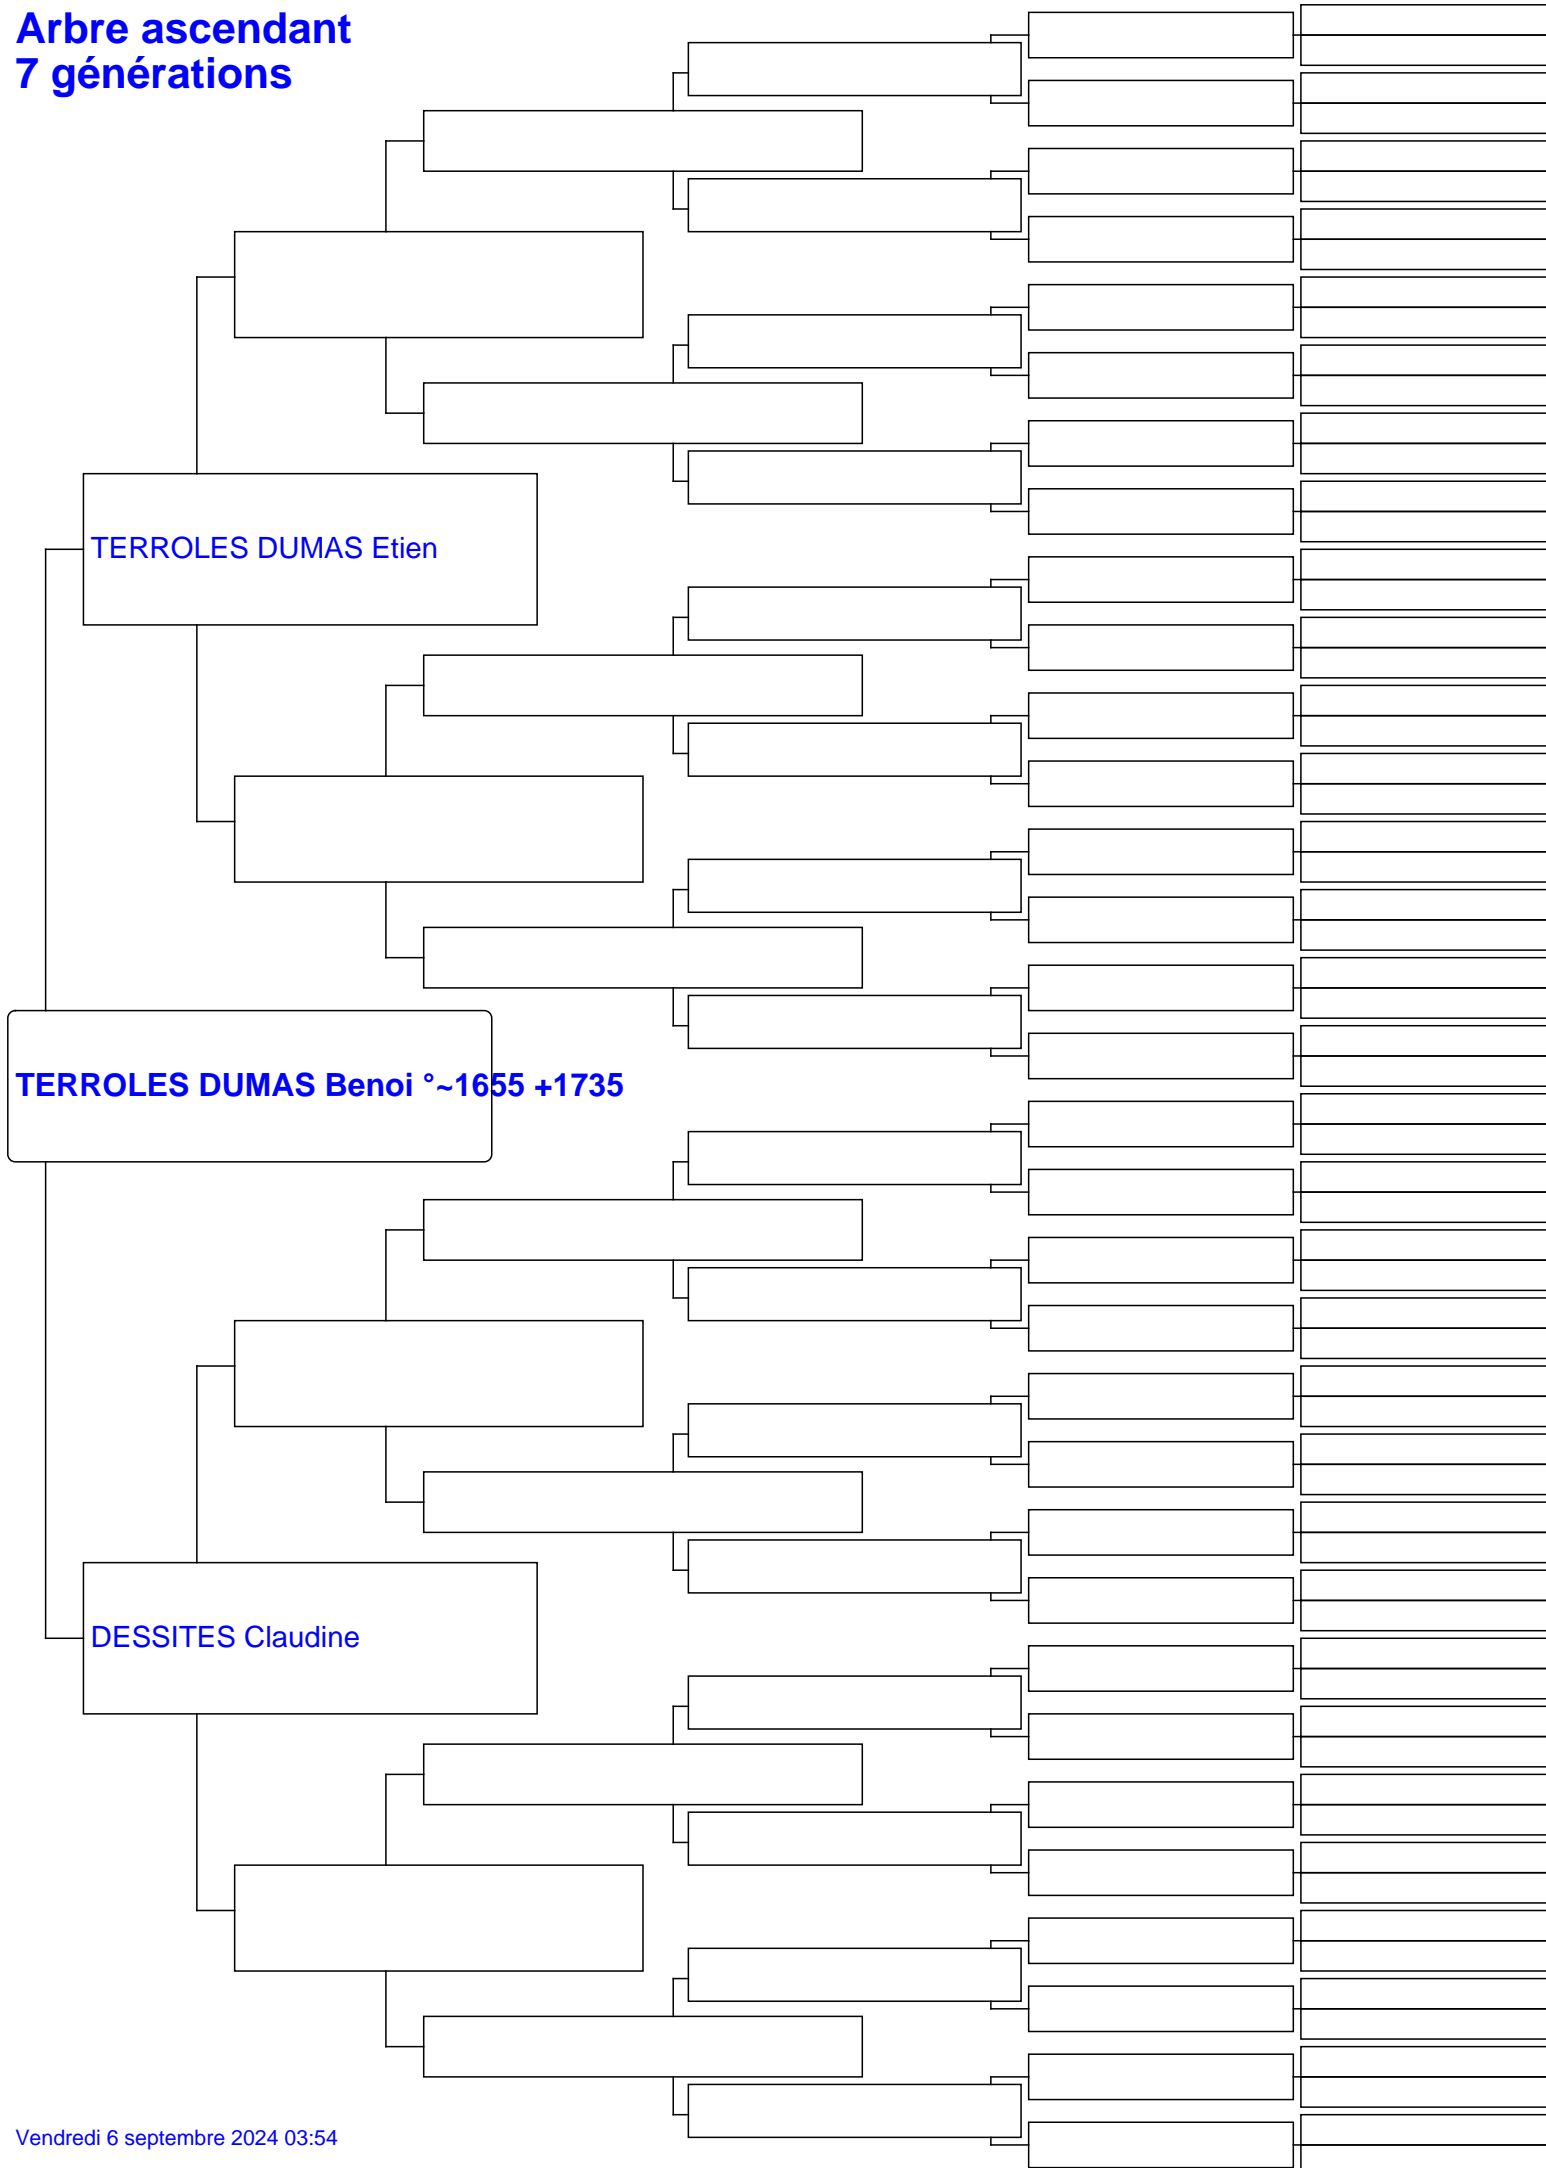 Arbre ascendant
7 générations
TERROLES DUMAS Etien
TERROLES DUMAS Benoi °~1655 +1735
DESSITES Claudine
Vendredi 6 septembre 2024 03:54